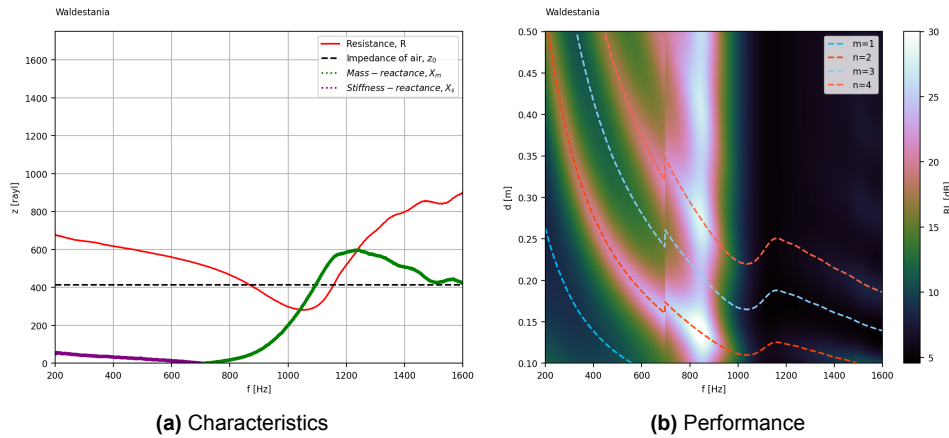 Waldestania
1600
1400
1200
1000
800
600
400
200
0
z [rayl]
200
400
600
800
1000
1200
1400
1600
f [Hz]
Resistance, R
Impedance of air, z₀
Mass − reactance, Xₘ
Stiffness − reactance, Xₛ
(a) Characteristics
Waldestania
0.50
0.45
0.40
0.35
0.30
0.25
0.20
0.15
0.10
d [m]
200
400
600
800
1000
1200
1400
1600
f [Hz]
m=1
n=2
m=3
n=4
30
25
20
15
10
5
[dB]
(b) Performance